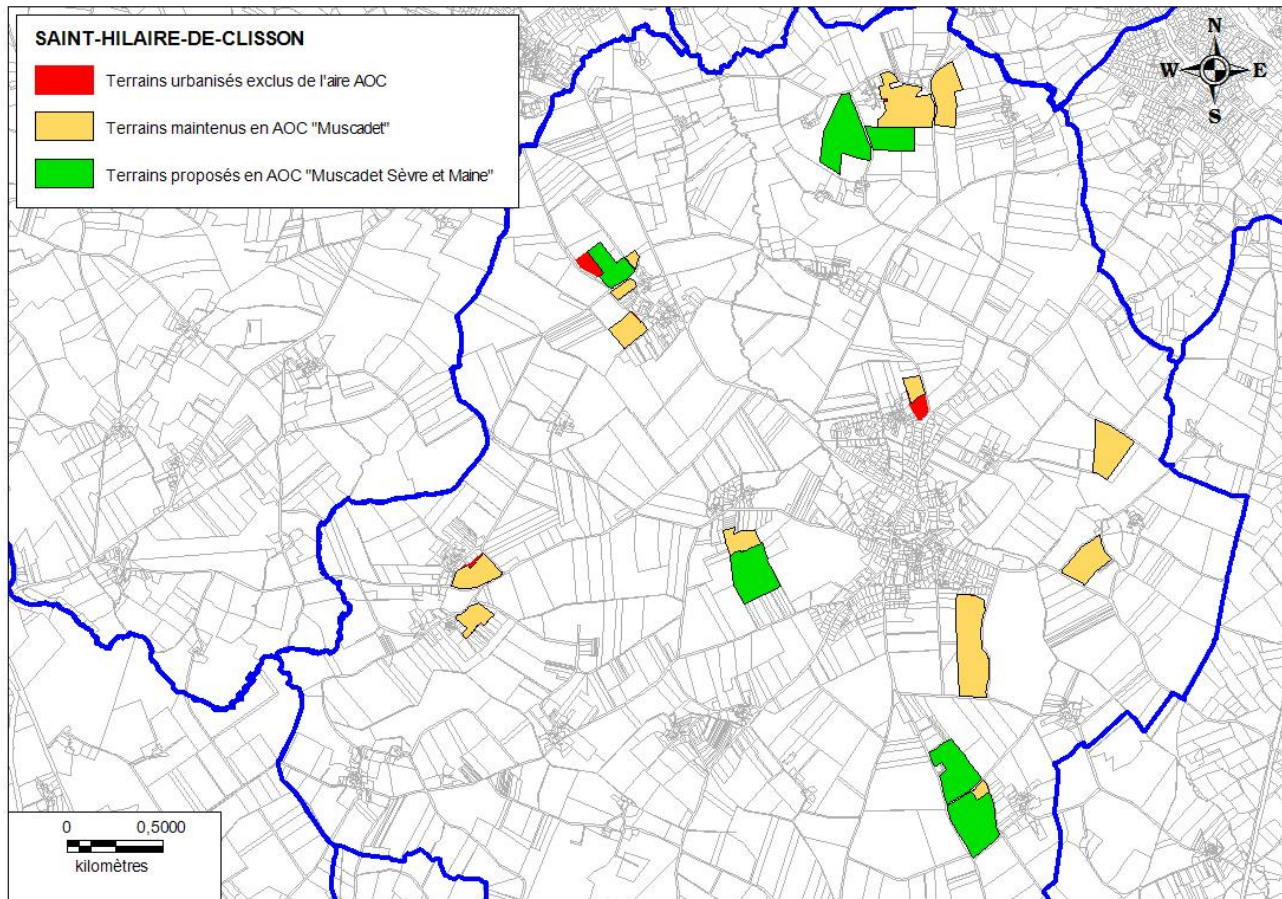 SAINT-HILAIRE-DE-CLISSON
Terrains urbanisés exclus de l'aire AOC
Terrains maintenus en AOC "Muscadet"
Terrains proposés en AOC "Muscadet Sèvre et Maine"
N
W E
S
0 0,5000
kilomètres